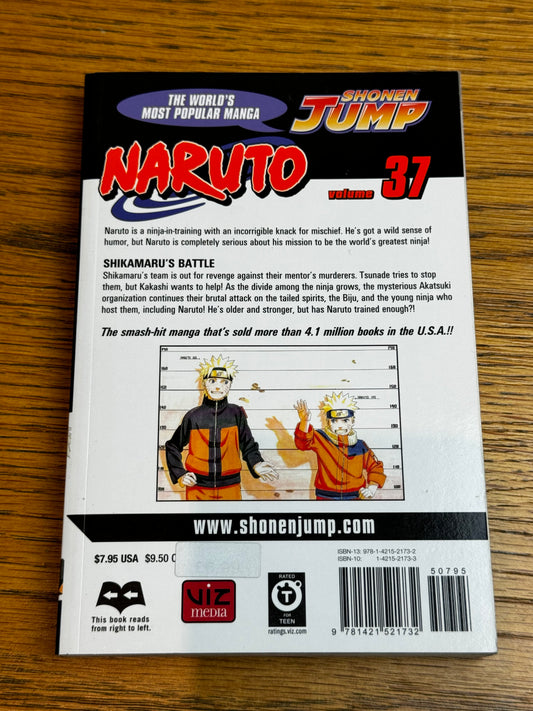 THE WORLD'S
MOST POPULAR MANGA
SHONEN
JUMP
NARUTO
volume 37
Naruto is a ninja-in-training with an incorrigible knack for mischief. He's got a wild sense of
humor, but Naruto is completely serious about his mission to be the world's greatest ninja!
SHIKAMARU'S BATTLE
Shikamaru's team is out for revenge against their mentor's murderers. Tsunade tries to stop
them, but Kakashi wants to help! As the divide among the ninja grows, the mysterious Akatsuki
organization continues their brutal attack on the tailed spirits, the Biju, and the young ninja who
host them, including Naruto! He's older and stronger, but has Naruto trained enough?!
The smash-hit manga that's sold more than 4.1 million books in the U.S.A.!!
www.shonenjump.com
$7.95 USA $9.50 C
ISBN-13: 978-1-4215-2173-2
ISBN-10: 1-4215-2173-3
50795
This book reads
from right to left.
VIZ
MEDIA
RATED
T
FOR
TEEN
ratings.viz.com
9 781421 521732